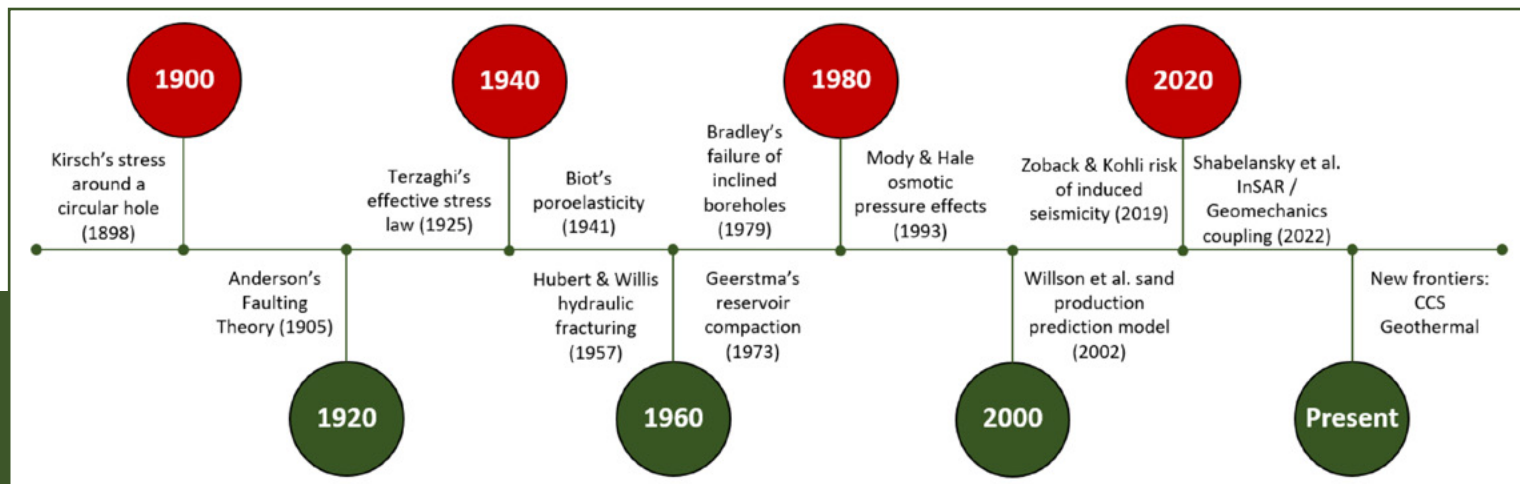 1900
1940
1980
2020
Kirsch's stress
around a
circular hole
(1898)
Terzaghi's
effective stress
law (1925)
Biot's
poroelasticity
(1941)
Bradley's
failure of
inclined
boreholes
(1979)
Mody & Hale
osmotic
pressure effects
(1993)
Zoback & Kohli risk
of induced
seismicity (2019)
Shabelansky et al.
InSAR /
Geomechanics
coupling (2022)
Anderson's
Faulting
Theory (1905)
Hubert & Willis
hydraulic
fracturing
(1957)
Geerstma's
reservoir
compaction
(1973)
Willson et al. sand
production
prediction model
(2002)
New frontiers:
CCS
Geothermal
1920
1960
2000
Present